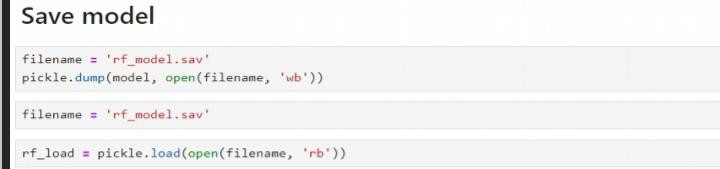 Save model
filename = 'rf_model.sav'
pickle.dump(model, open(filename, 'wb'))
filename = 'rf_model.sav'
rf_load = pickle.load(open(filename, 'rb'))